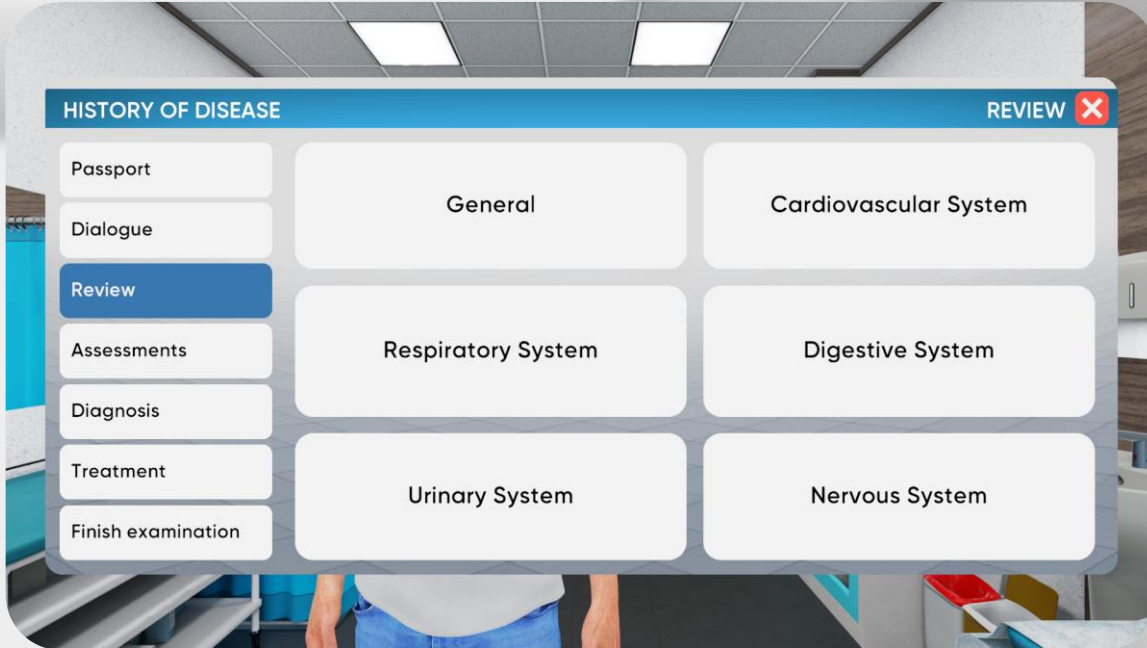 HISTORY OF DISEASE
REVIEW
Passport
Dialogue
Review
Assessments
Diagnosis
Treatment
Finish examination
General
Cardiovascular System
Respiratory System
Digestive System
Urinary System
Nervous System